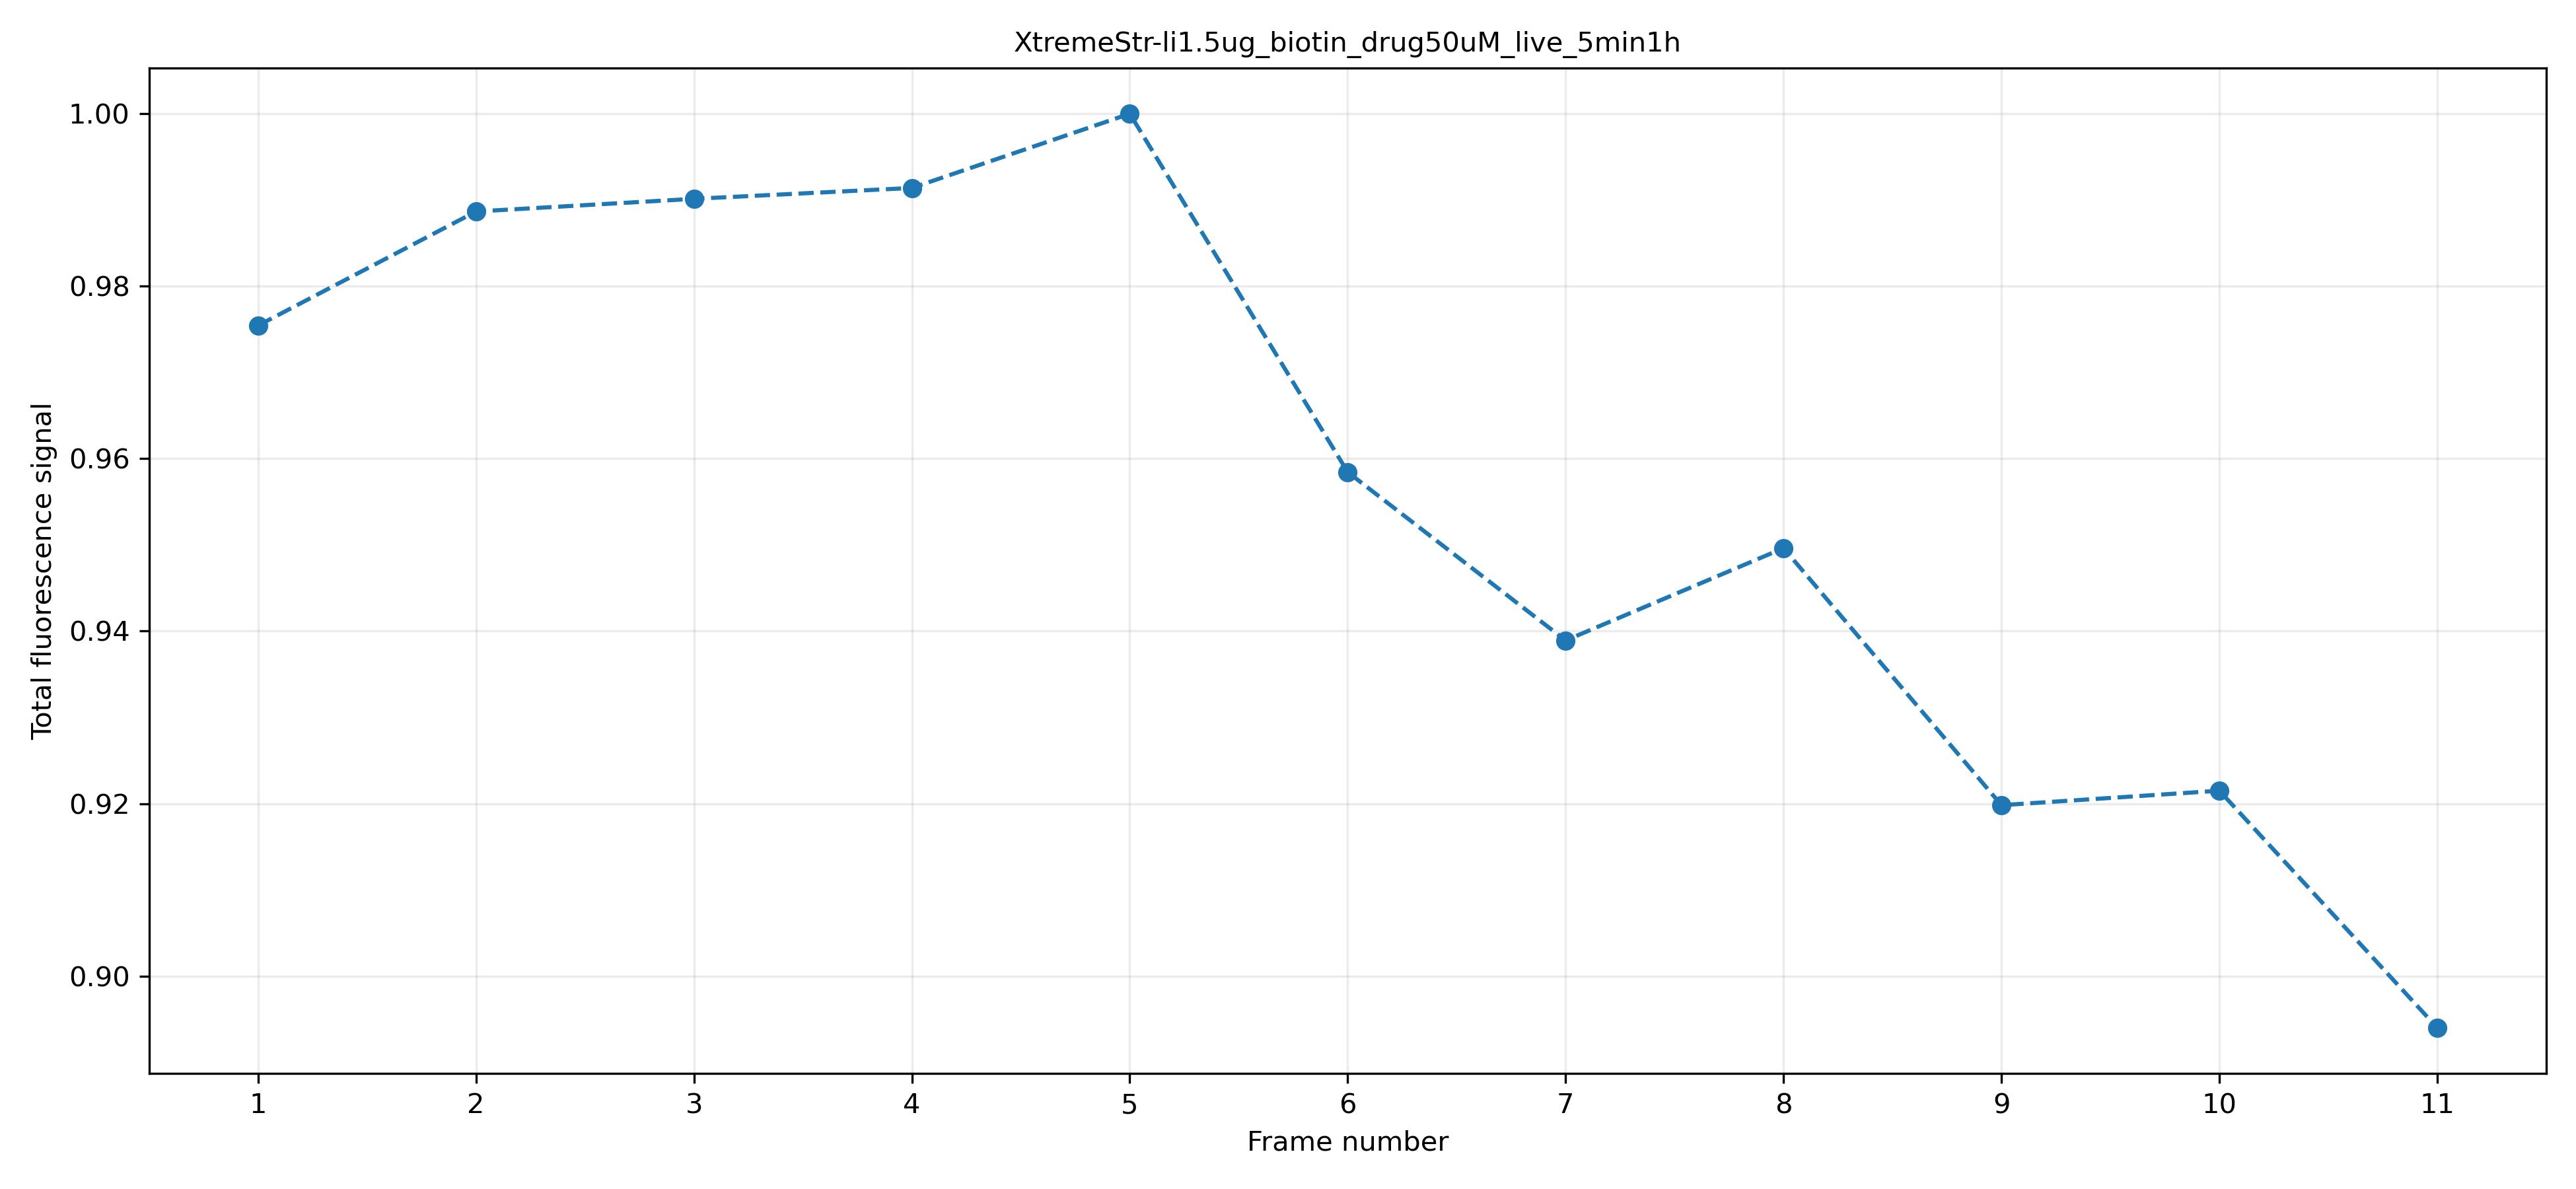 XtremeStr-li1.5ug_biotin_drug50uM_live_5min1h
Total fluorescence signal
1.00
0.98
0.96
0.94
0.92
0.90
1 2 3 4 5 6 7 8 9 10 11
Frame number